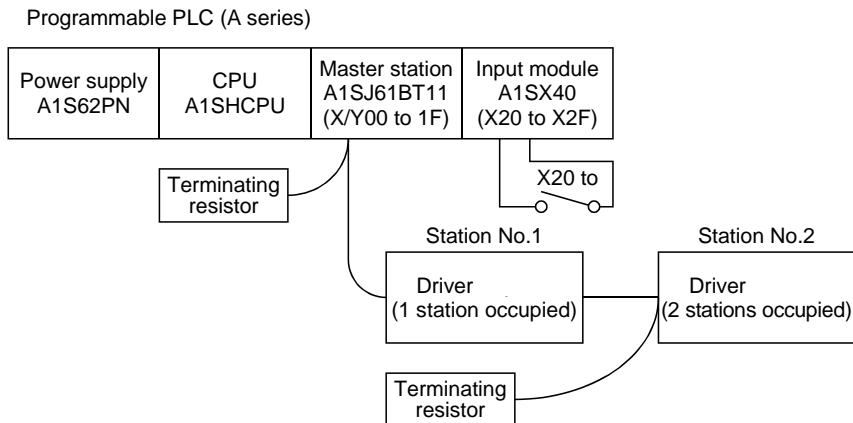 Programmable PLC (A series)
Power supply
A1S62PN
CPU
A1SHCPU
Master station
A1SJ61BT11
(X/Y00 to 1F)
Input module
A1SX40
(X20 to X2F)
Terminating
resistor
X20 to
Station No.1
Station No.2
Driver
(1 station occupied)
Driver
(2 stations occupied)
Terminating
resistor